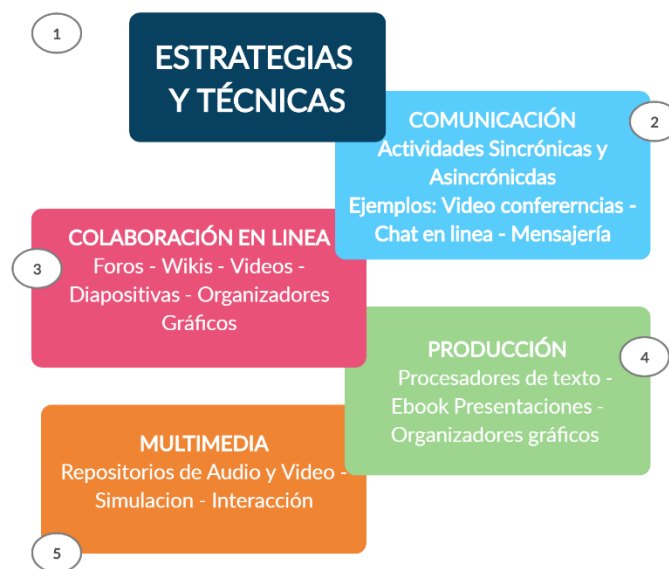 1
ESTRATEGIAS
Y TÉCNICAS
2
COMUNICACIÓN
Actividades Sincrónicas y
Asincrónicdas
Ejemplos: Video confererncias -
Chat en linea - Mensajería
3
COLABORACIÓN EN LINEA
Foros - Wikis - Videos -
Diapositivas - Organizadores
Gráficos
4
PRODUCCIÓN
Procesadores de texto -
Ebook Presentaciones -
Organizadores gráficos
MULTIMEDIA
Repositorios de Audio y Video -
Simulacion - Interacción
5